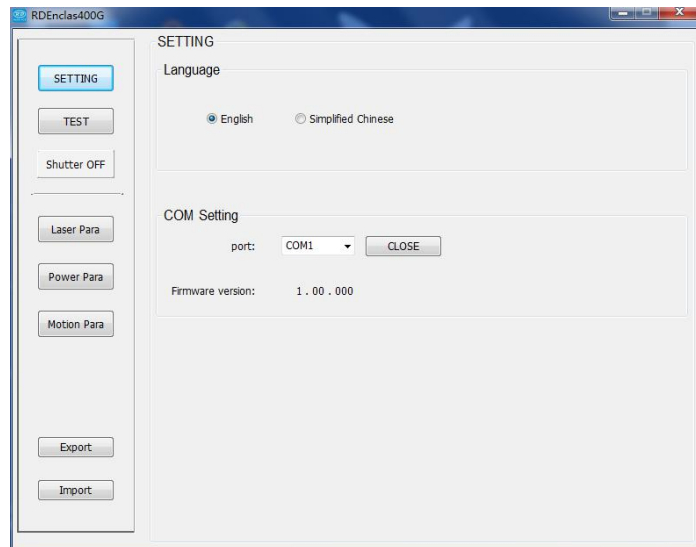 RDEnclas400G
SETTING
TEST
Shutter OFF
Laser Para
Power Para
Motion Para
Export
Import
SETTING
Language
English
Simplified Chinese
COM Setting
port: COM1 CLOSE
Firmware version: 1.00.000